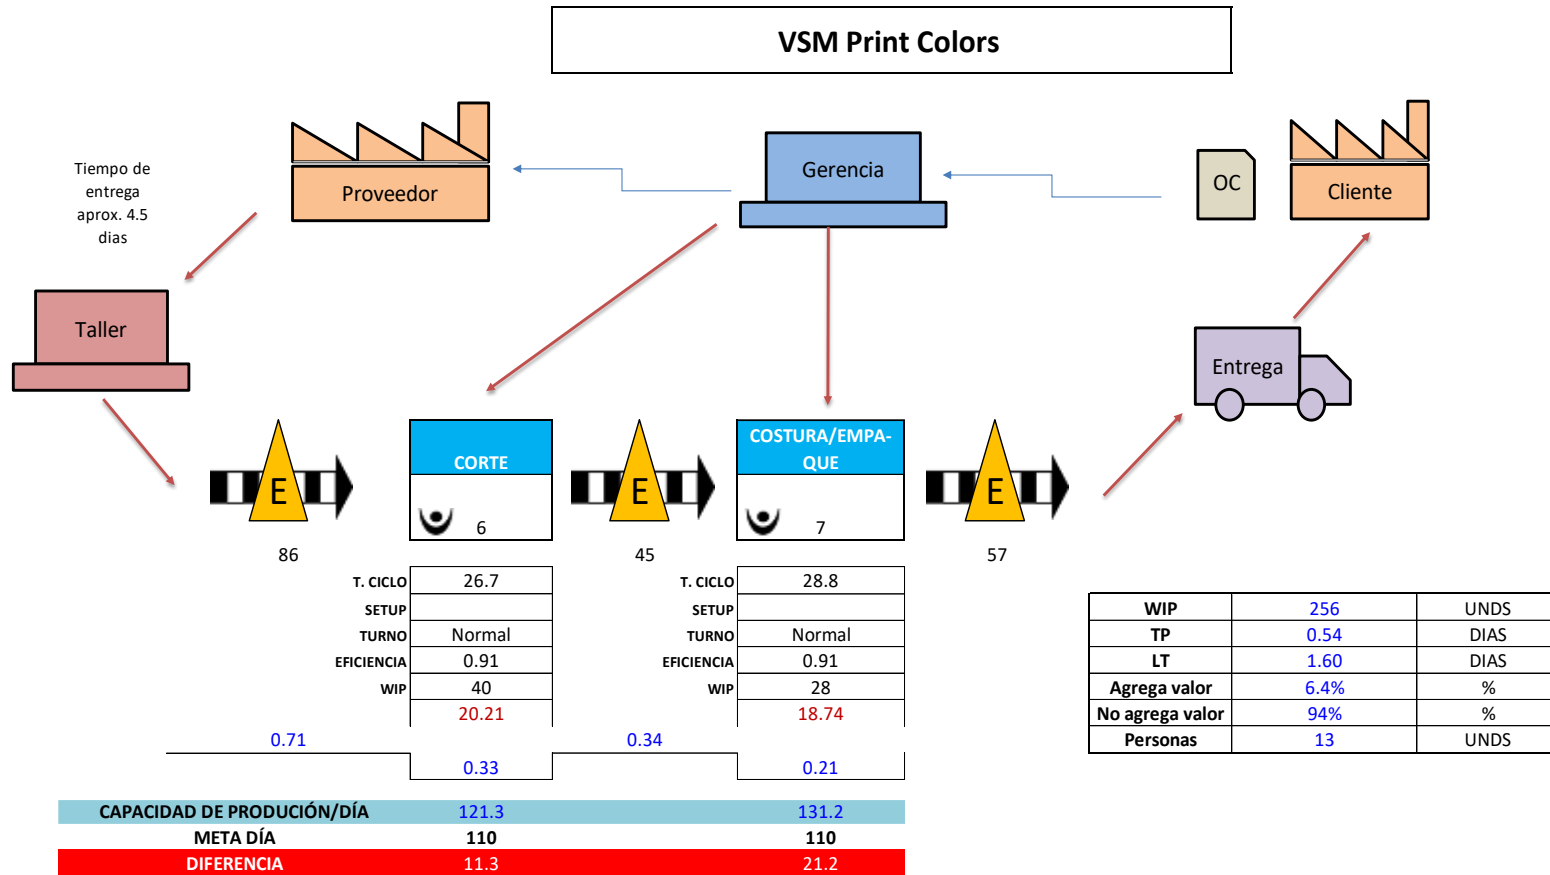 VSM Print Colors
Tiempo de
entrega
aprox. 4.5
dias
Proveedor
Gerencia
OC
Cliente
Taller
Entrega
E
CORTE
6
E
COSTURA/EMPA-
QUE
7
E
86
45
57
T. CICLO 26.7 T. CICLO 28.8
SETUP SETUP
TURNO Normal TURNO Normal
EFICIENCIA 0.91 EFICIENCIA 0.91
WIP 40 WIP 28
20.21 18.74
0.71 0.34
0.33 0.21
WIP 256 UNDS
TP 0.54 DIAS
LT 1.60 DIAS
Agrega valor 6.4% %
No agrega valor 94% %
Personas 13 UNDS
CAPACIDAD DE PRODUCIÓN/DÍA 121.3 131.2
META DÍA 110 110
DIFERENCIA 11.3 21.2